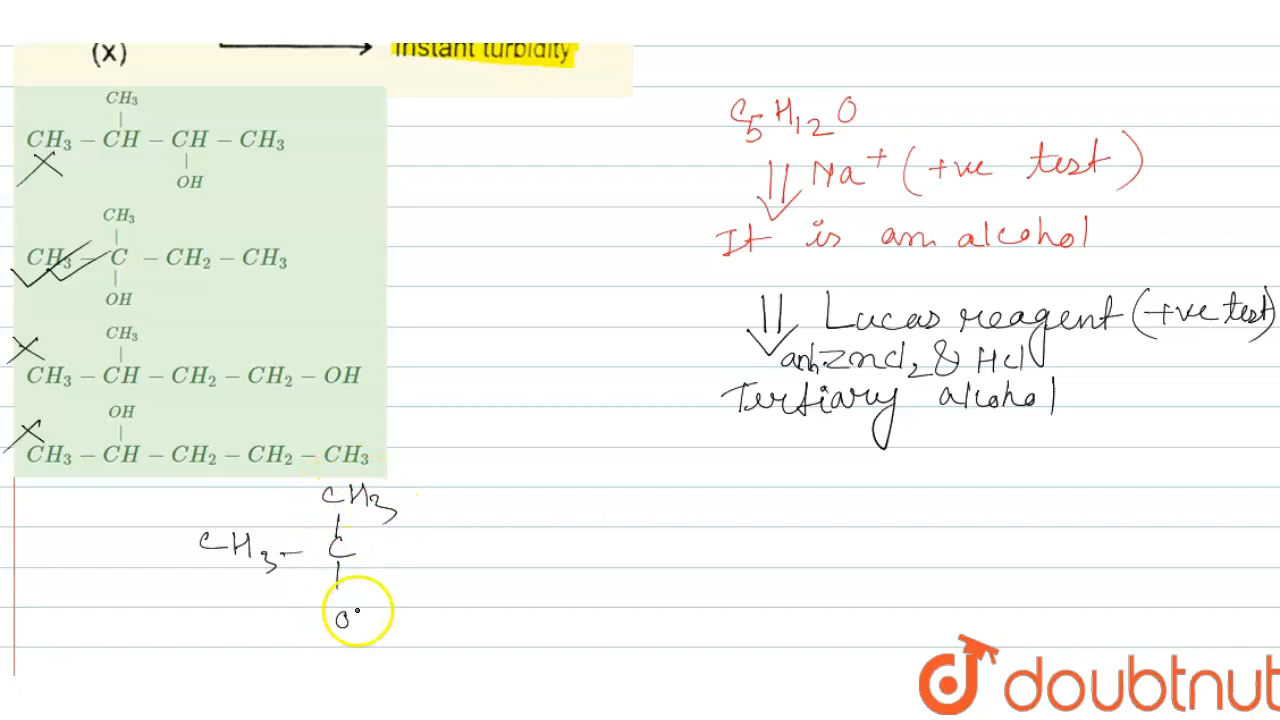 (x) Instant turbidity
CH₃
CH₃ – CH – CH – CH₃
OH
CH₃
CH₃ – C – CH₂ – CH₃
OH
CH₃
CH₃ – CH – CH₂ – CH₂ – OH
OH
CH₃ – CH – CH₂ – CH₂ – CH₃
CH₃
CH₃ – C
O
C₅H₁₂O
Na⁺ (+ve test)
It is an alcohol
Lucas reagent (+ve test)
anh. ZnCl₂ & HCl
Tertiary alcohol
doubtnut